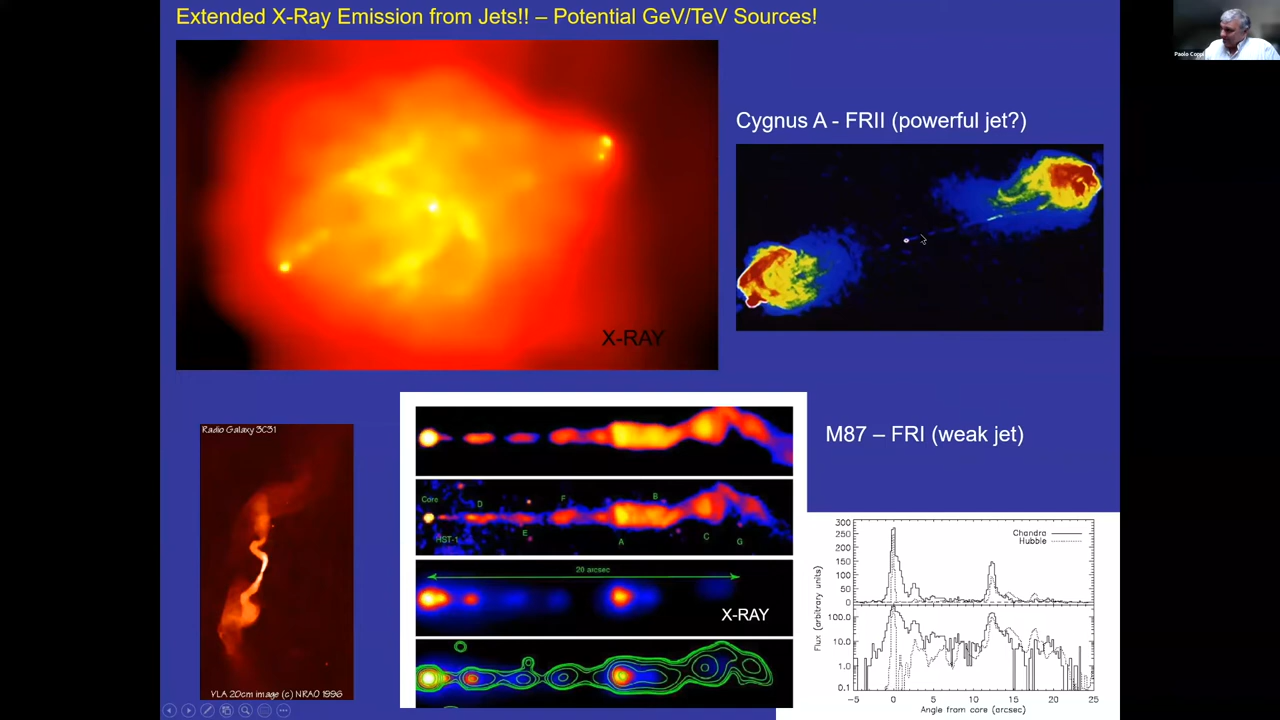 Extended X-Ray Emission from Jets!! – Potential GeV/TeV Sources!
Paolo Coppi
Cygnus A - FRII (powerful jet?)
X-RAY
Radio Galaxy 3C31
VLA 20cm image (c) NRAO 1996
Core
D
F
B
HST-1
E
A
C
G
20 arcsec
X-RAY
M87 – FRI (weak jet)
Chandra
Hubble
300
250
200
150
100
50
0
100.0
10.0
1.0
0.1
Flux (arbitrary units)
-5 0 5 10 15 20 25
Angle from core (arcsec)